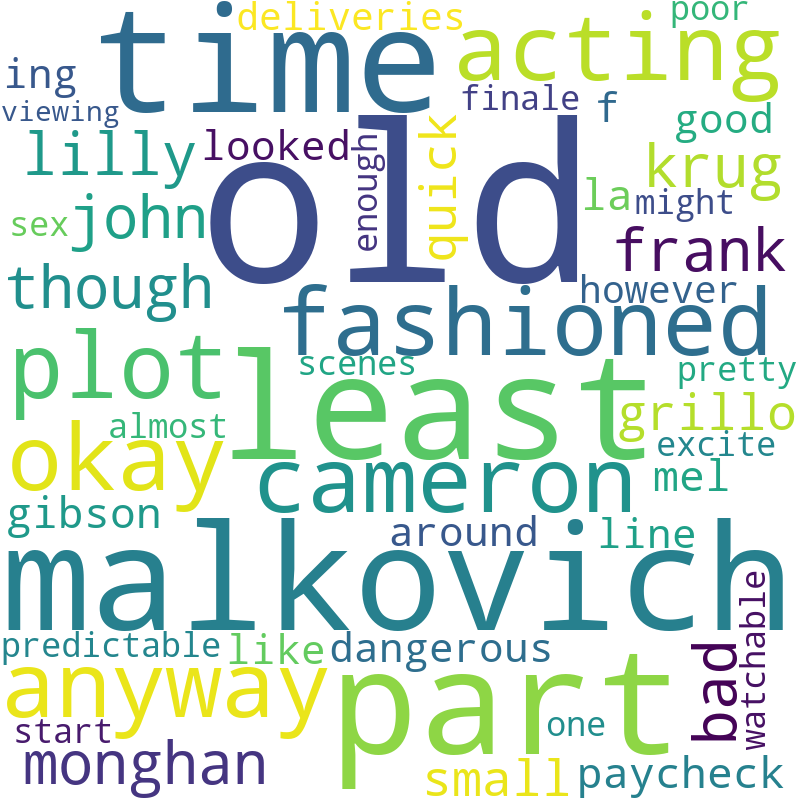 deliveries
poor
time
acting
ing
viewing
finale
f
good
lilly
looked
enough
quick
krug
old
sex
john
la
might
frank
though
however
fashioned
plot
scenes
least
pretty
almost
grillo
okay
excite
cameron
mel
gibson
around
line
malkovich
watchable
predictable
like
dangerous
bad
anyway
part
start
one
monghan
small
paycheck